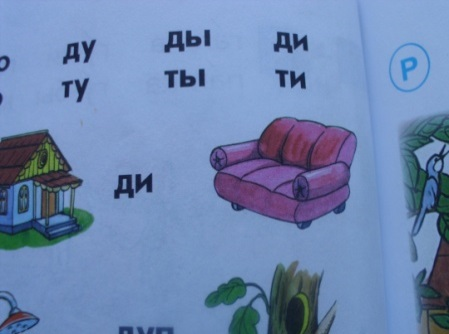 ду ды ди
ту ты ти
Р
ди